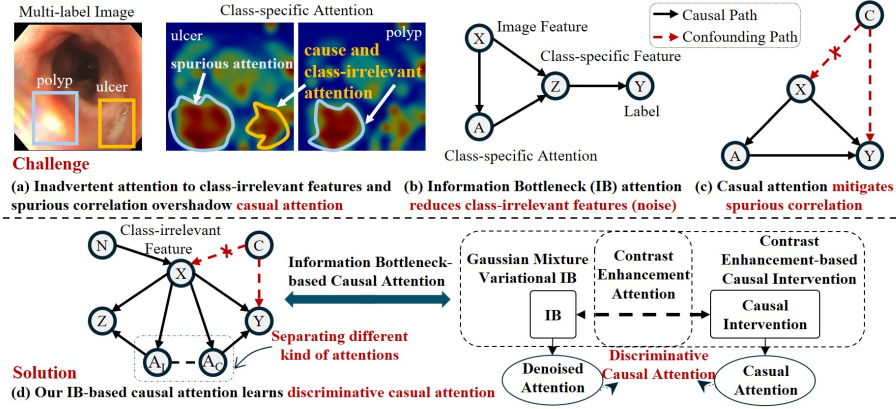 Multi-label Image
polyp
ulcer
Class-specific Attention
ulcer
spurious attention
cause and
class-irrelevant
attention
polyp
Challenge
(a) Inadvertent attention to class-irrelevant features and
spurious correlation overshadow casual attention
X
Image Feature
Class-specific Feature
Z
Y
Label
A
Class-specific Attention
(b) Information Bottleneck (IB) attention
reduces class-irrelevant features (noise)
Causal Path
Confounding Path
C
X
A
Y
(c) Casual attention mitigates
spurious correlation
N
Class-irrelevant
Feature
C
X
Z
Y
A_I
A_C
Separating different
kind of attentions
Solution
(d) Our IB-based causal attention learns discriminative casual attention
Information Bottleneck-
based Causal Attention
Gaussian Mixture
Variational IB
Contrast
Enhancement
Attention
Contrast
Enhancement-based
Causal Intervention
IB
Causal
Intervention
Denoised
Attention
Discriminative
Causal Attention
Casual
Attention